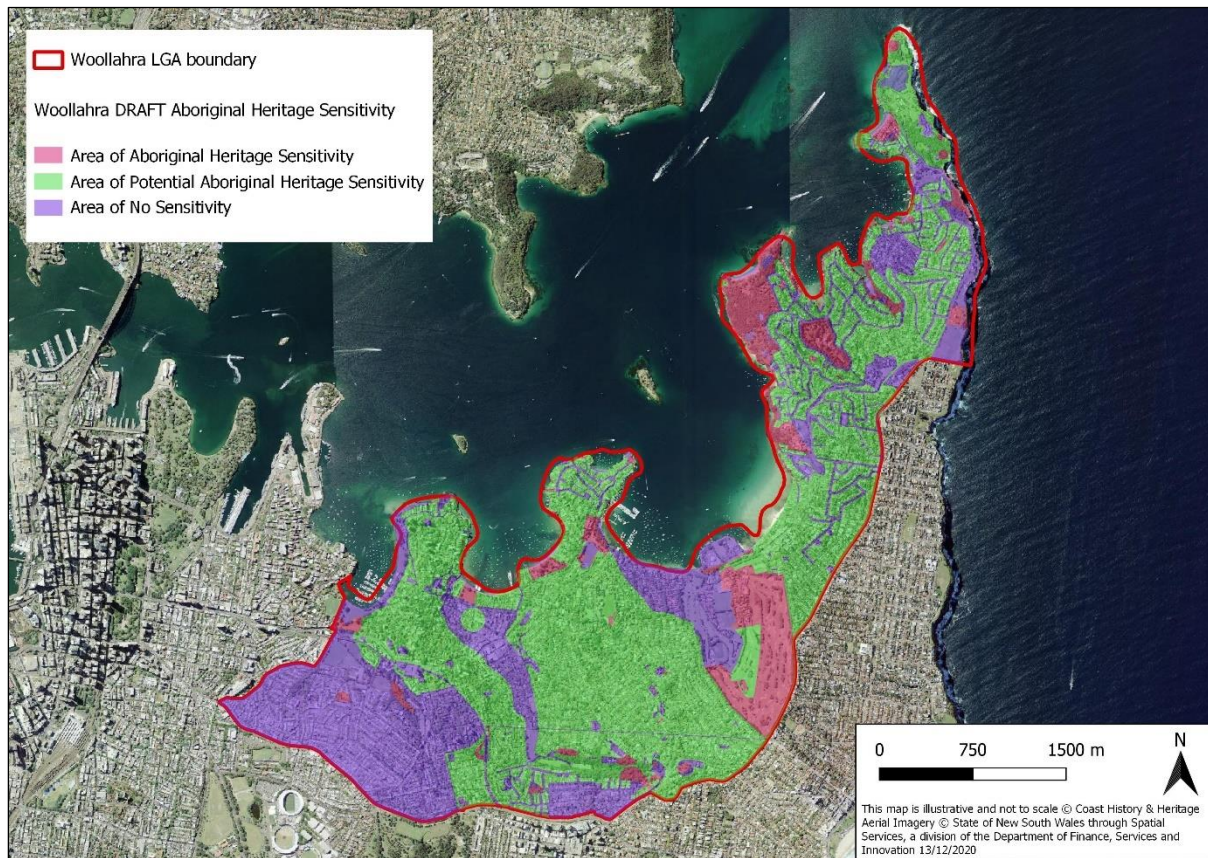 Woollahra LGA boundary
Woollahra DRAFT Aboriginal Heritage Sensitivity
Area of Aboriginal Heritage Sensitivity
Area of Potential Aboriginal Heritage Sensitivity
Area of No Sensitivity
0 750 1500 m
N
This map is illustrative and not to scale © Coast History & Heritage
Aerial Imagery © State of New South Wales through Spatial
Services, a division of the Department of Finance, Services and
Innovation 13/12/2020